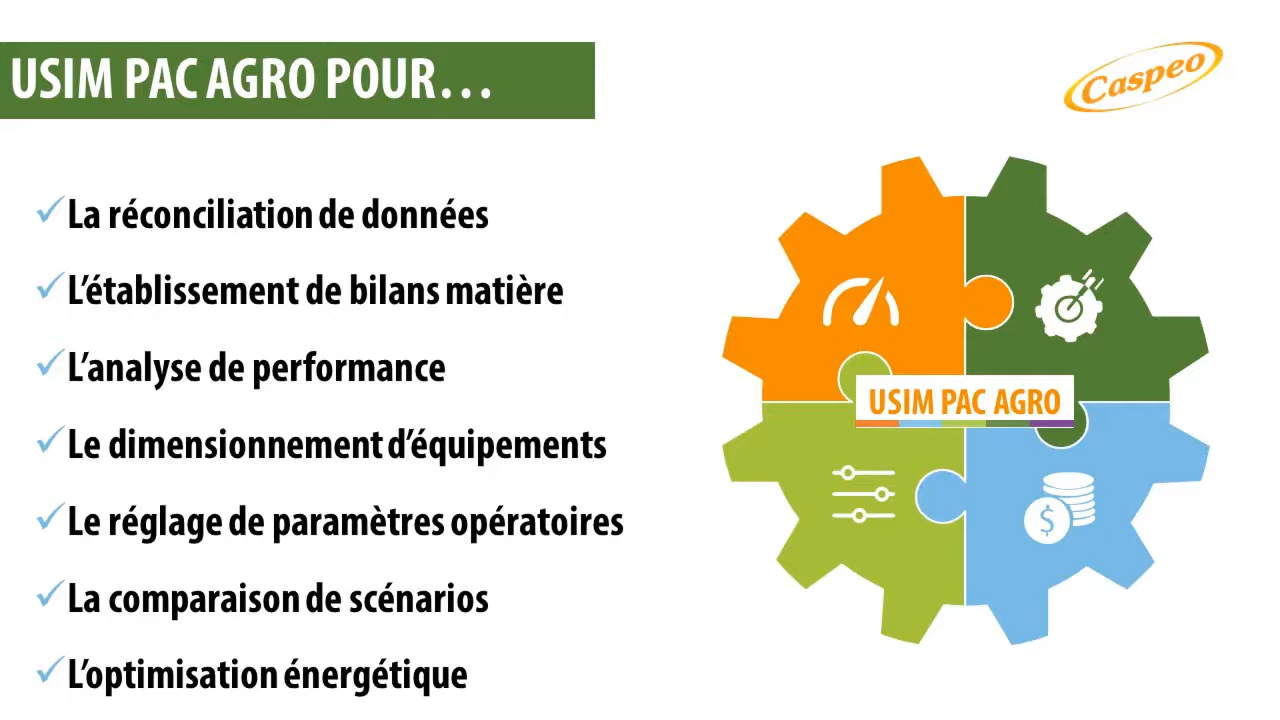 USIM PAC AGRO POUR…
Caspeo
La réconciliation de données
L’établissement de bilans matière
L’analyse de performance
Le dimensionnement d’équipements
Le réglage de paramètres opératoires
La comparaison de scénarios
L’optimisation énergétique
USIM PAC AGRO
$